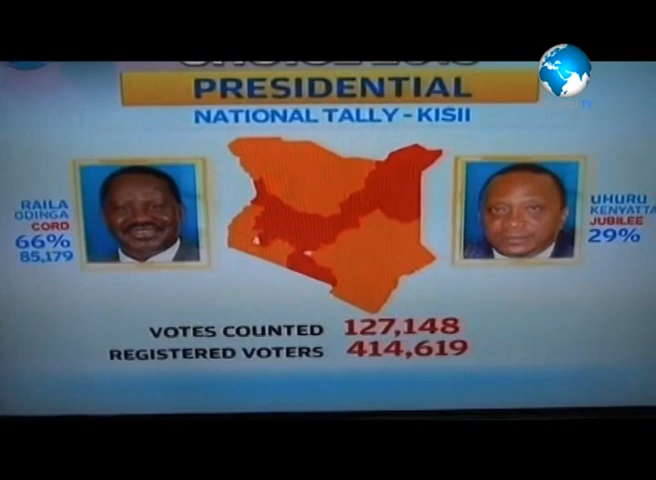 PRESIDENTIAL
NATIONAL TALLY - KISII
RAILA
ODINGA
CORD
66%
85,179
UHURU
KENYATTA
JUBILEE
29%
VOTES COUNTED 127,148
REGISTERED VOTERS 414,619